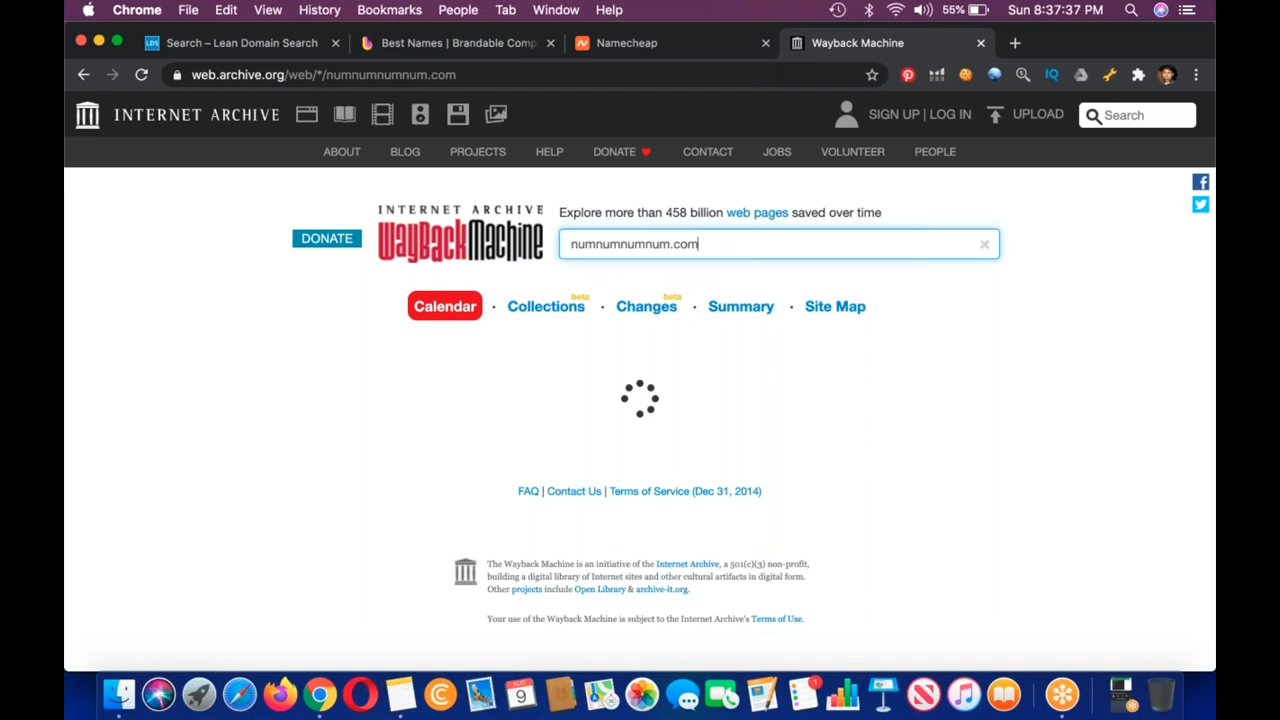 Chrome File Edit View History Bookmarks People Tab Window Help 55% Sun 8:37:37 PM
LDS Search – Lean Domain Search Best Names | Brandable Comp Namecheap Wayback Machine
web.archive.org/web/*/numnumnumnum.com IQ
INTERNET ARCHIVE SIGN UP | LOG IN UPLOAD Search
ABOUT BLOG PROJECTS HELP DONATE CONTACT JOBS VOLUNTEER PEOPLE
INTERNET ARCHIVE Explore more than 458 billion web pages saved over time
DONATE WayBackMachine numnumnumnum.com
beta beta
Calendar · Collections · Changes · Summary · Site Map
FAQ | Contact Us | Terms of Service (Dec 31, 2014)
The Wayback Machine is an initiative of the Internet Archive, a 501(c)(3) non-profit,
building a digital library of Internet sites and other cultural artifacts in digital form.
Other projects include Open Library & archive-it.org.
Your use of the Wayback Machine is subject to the Internet Archive's Terms of Use.
AUG
9
1